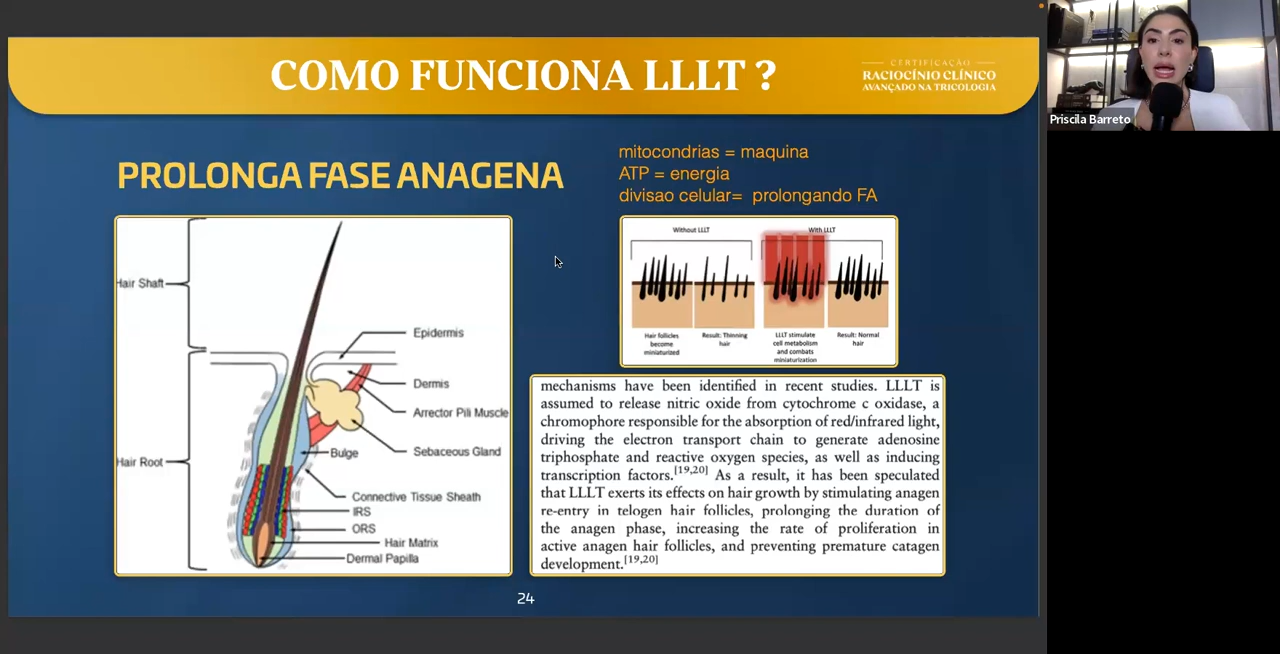 COMO FUNCIONA LLLT ?
CERTIFICAÇÃO
RACIOCÍNIO CLÍNICO
AVANÇADO NA TRICOLOGIA
Priscila Barreto
PROLONGA FASE ANAGENA
mitocondrias = maquina
ATP = energia
divisao celular= prolongando FA
Hair Shaft
Epidermis
Dermis
Arrector Pili Muscle
Sebaceous Gland
Bulge
Hair Root
Connective Tissue Sheath
IRS
ORS
Hair Matrix
Dermal Papilla
Without LLLT
With LLLT
Hair follicles
become
miniaturized
Result: Thinning
hair
LLLT stimulate
cell metabolism
and combats
miniaturization
Result: Normal
hair
mechanisms have been identified in recent studies. LLLT is
assumed to release nitric oxide from cytochrome c oxidase, a
chromophore responsible for the absorption of red/infrared light,
driving the electron transport chain to generate adenosine
triphosphate and reactive oxygen species, as well as inducing
transcription factors.[19,20] As a result, it has been speculated
that LLLT exerts its effects on hair growth by stimulating anagen
re-entry in telogen hair follicles, prolonging the duration of
the anagen phase, increasing the rate of proliferation in
active anagen hair follicles, and preventing premature catagen
development.[19,20]
24